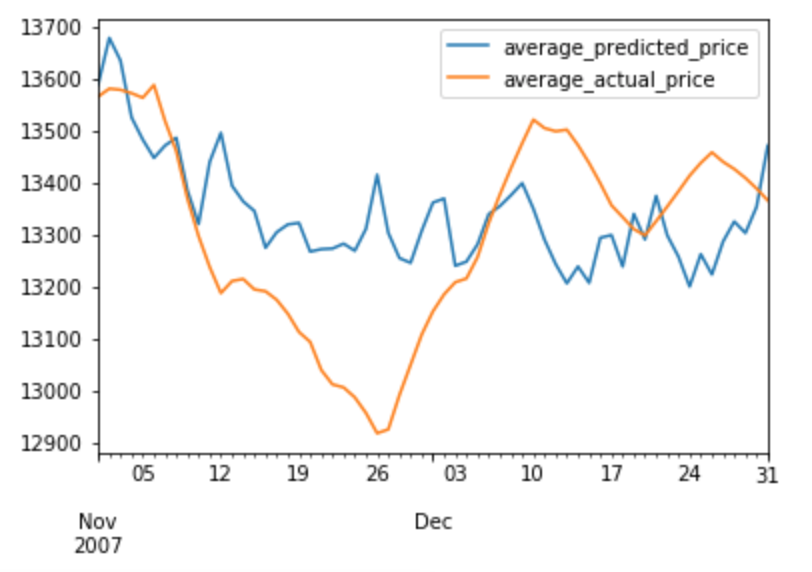 13700
13600
13500
13400
13300
13200
13100
13000
12900
average_predicted_price
average_actual_price
05 12 19 26 03 10 17 24 31
Nov Dec
2007